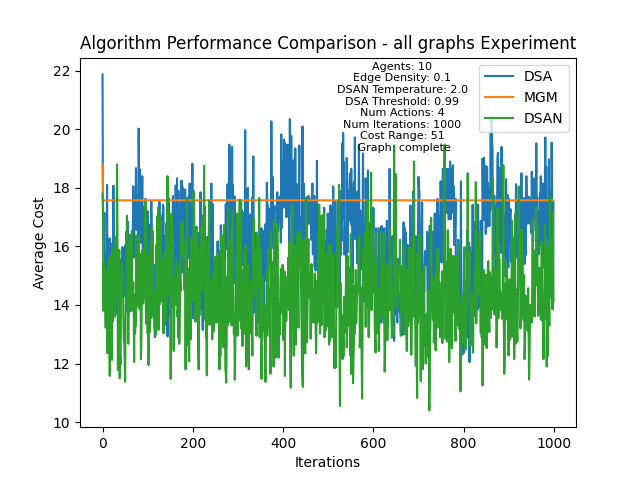 Algorithm Performance Comparison - all graphs Experiment
Agents: 10
Edge Density: 0.1
DSAN Temperature: 2.0
DSA Threshold: 0.99
Num Actions: 4
Num Iterations: 1000
Cost Range: 51
Graph: complete
DSA
MGM
DSAN
Average Cost
22
20
18
16
14
12
10
0
200
400
600
800
1000
Iterations